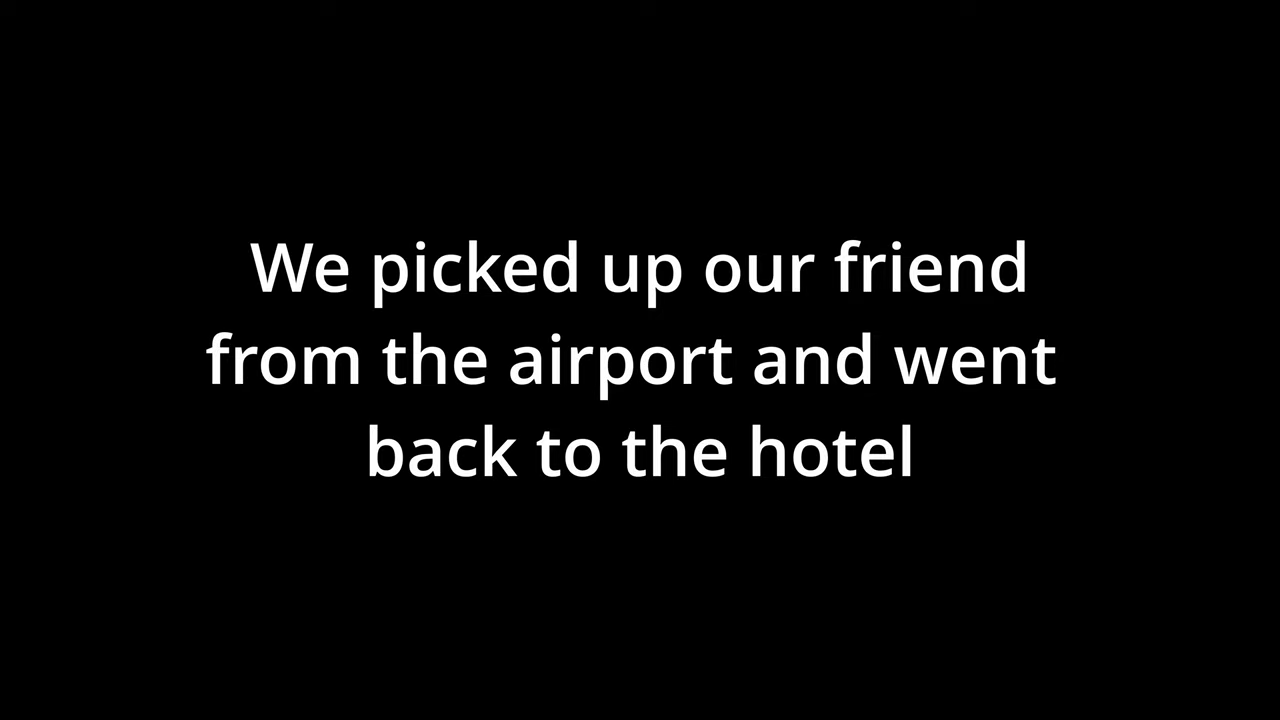 We picked up our friend
from the airport and went
back to the hotel